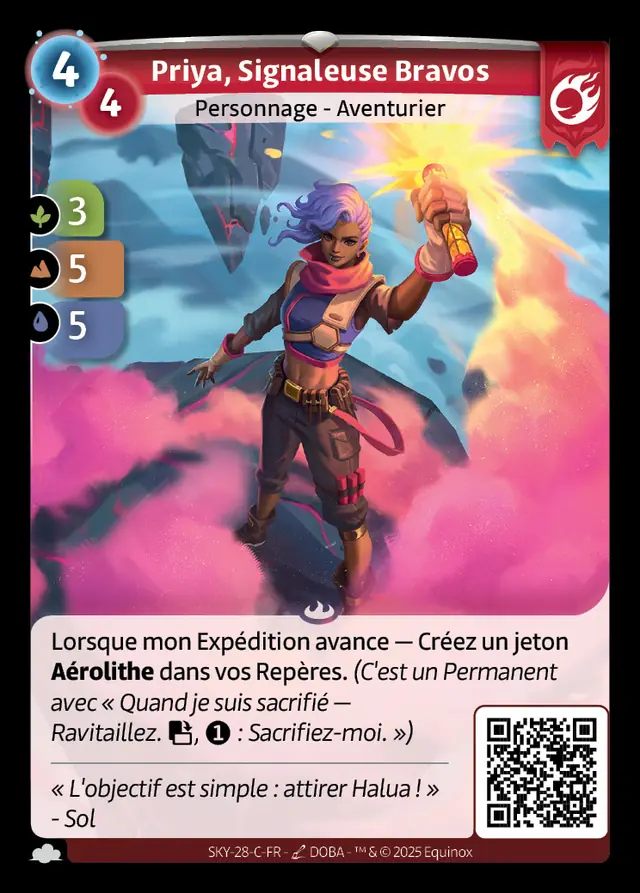 4
4
Priya, Signaleuse Bravos
Personnage - Aventurier
3
5
5
Lorsque mon Expédition avance — Créez un jeton
Aérolithe dans vos Repères. (C'est un Permanent
avec « Quand je suis sacrifié —
Ravitaillez. , 1 : Sacrifiez-moi. »)
« L'objectif est simple : attirer Halua ! »
- Sol
SKY-28-C-FR - DOBA - ™ & © 2025 Equinox